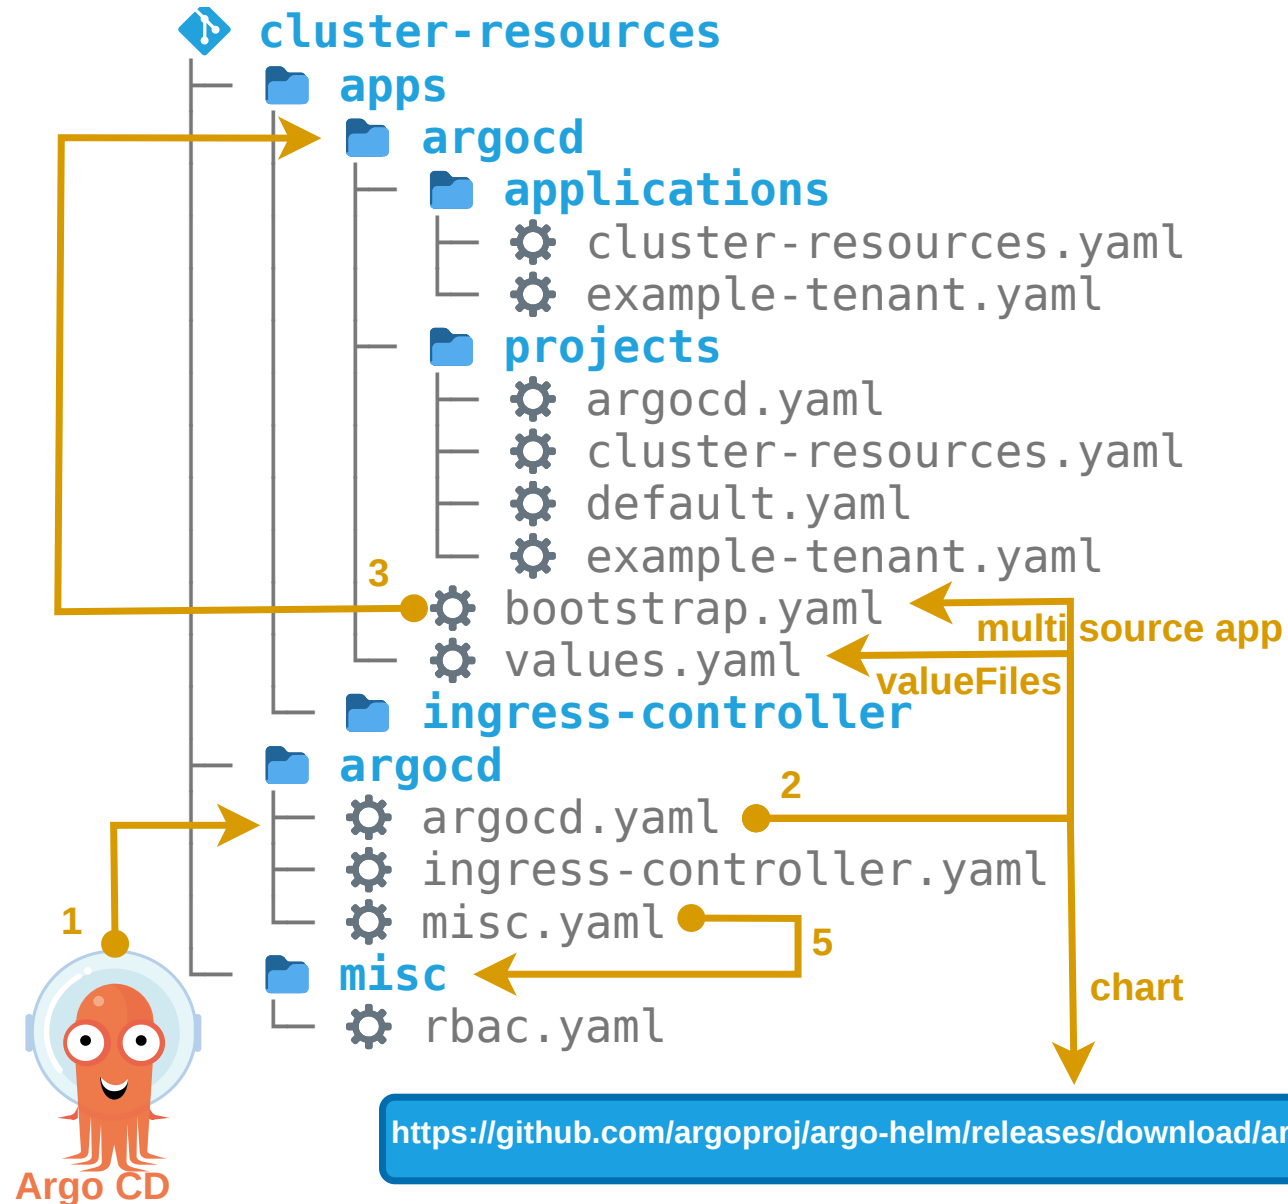 cluster-resources
apps
argocd
applications
cluster-resources.yaml
example-tenant.yaml
projects
argocd.yaml
cluster-resources.yaml
default.yaml
example-tenant.yaml
3
bootstrap.yaml
multi source app
values.yaml
valueFiles
ingress-controller
argocd
2
argocd.yaml
ingress-controller.yaml
1
misc.yaml
5
misc
chart
rbac.yaml
https://github.com/argoproj/argo-helm/releases/download/ar
Argo CD